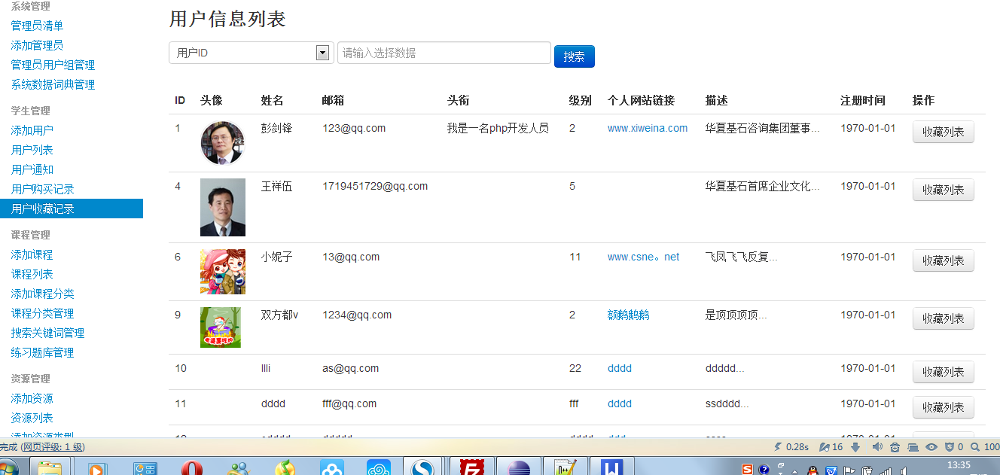 系统管理
管理员清单
添加管理员
管理员用户组管理
系统数据词典管理
学生管理
添加用户
用户列表
用户通知
用户购买记录
用户收藏记录
课程管理
添加课程
课程列表
添加课程分类
课程分类管理
搜索关键词管理
练习题库管理
资源管理
添加资源
资源列表
添加资源类型
用户信息列表
用户ID 请输入选择数据 搜索
ID 头像 姓名 邮箱 头衔 级别 个人网站链接 描述 注册时间 操作
1 彭剑锋 123@qq.com 我是一名php开发人员 2 www.xiweina.com 华夏基石咨询集团董事... 1970-01-01 收藏列表
4 王祥伍 1719451729@qq.com 5 华夏基石首席企业文化... 1970-01-01 收藏列表
6 小妮子 13@qq.com 11 www.csne。net 飞凤飞飞反复... 1970-01-01 收藏列表
9 双方都v 1234@qq.com 2 额鹅鹅鹅 是顶顶顶顶... 1970-01-01 收藏列表
10 llli as@qq.com 22 dddd ddddd... 1970-01-01 收藏列表
11 dddd fff@qq.com fff dddd ssdddd... 1970-01-01 收藏列表
完成 (网页评级: 1 级) 0.28s 16 0 100
13:35